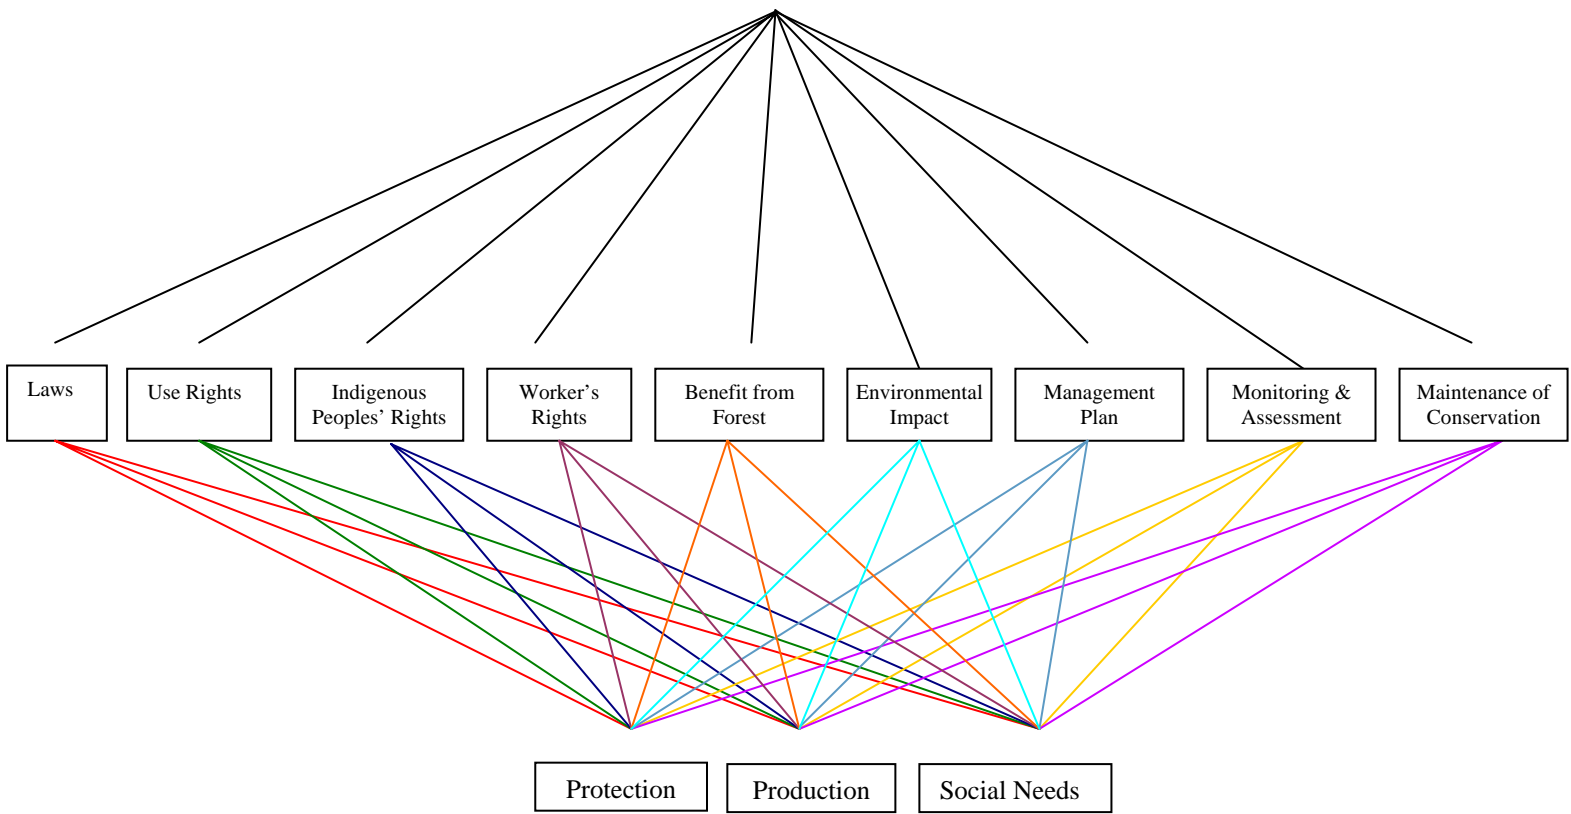 Laws
Use Rights
Indigenous
Peoples’ Rights
Worker’s
Rights
Benefit from
Forest
Environmental
Impact
Management
Plan
Monitoring &
Assessment
Maintenance of
Conservation
Protection
Production
Social Needs